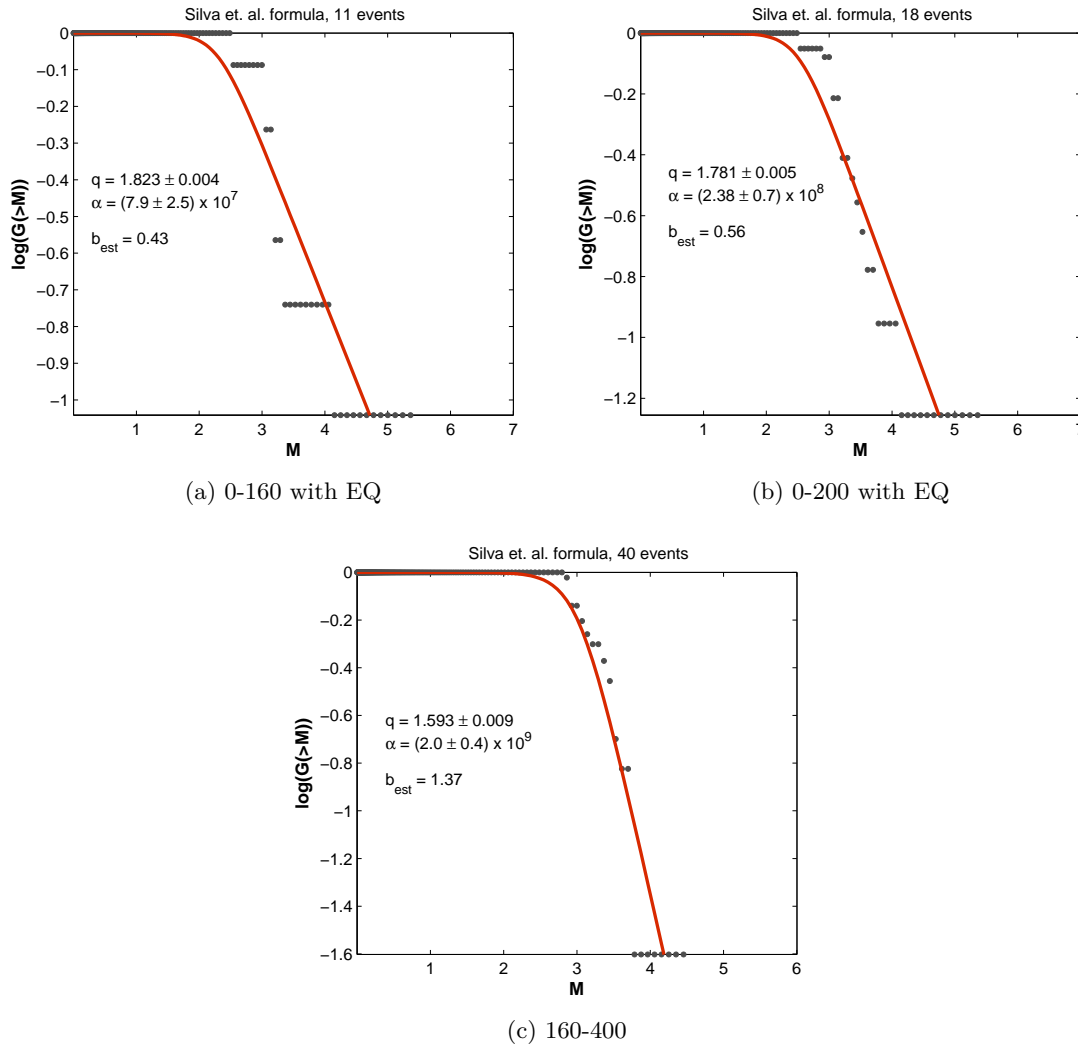 Silva et. al. formula, 11 events
0
−0.1
−0.2
−0.3
−0.4
−0.5
−0.6
−0.7
−0.8
−0.9
−1
log(G(>M))
q = 1.823 ± 0.004
α = (7.9 ± 2.5) x 10^7
b_est = 0.43
1 2 3 4 5 6 7
M
(a) 0-160 with EQ
Silva et. al. formula, 18 events
0
−0.2
−0.4
−0.6
−0.8
−1
−1.2
log(G(>M))
q = 1.781 ± 0.005
α = (2.38 ± 0.7) x 10^8
b_est = 0.56
1 2 3 4 5 6 7
M
(b) 0-200 with EQ
Silva et. al. formula, 40 events
0
−0.2
−0.4
−0.6
−0.8
−1
−1.2
−1.4
−1.6
log(G(>M))
q = 1.593 ± 0.009
α = (2.0 ± 0.4) x 10^9
b_est = 1.37
1 2 3 4 5 6
M
(c) 160-400